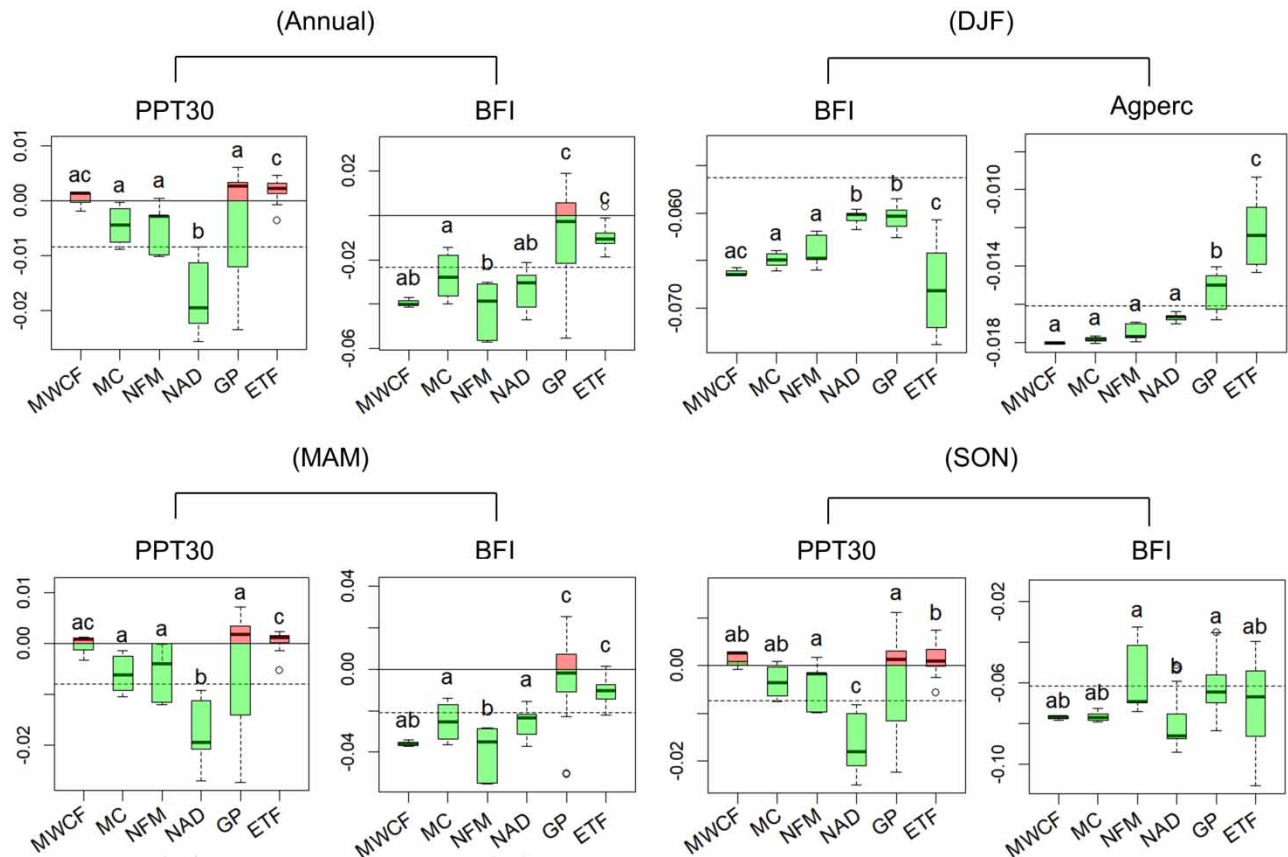 (Annual)
(DJF)
PPT30
BFI
BFI
Agperc
0.01
0.00
-0.01
-0.02
ac
a
a
b
a
c
MWCF
MC
NFM
NAD
GP
ETF
0.02
-0.02
-0.06
ab
a
b
ab
c
c
MWCF
MC
NFM
NAD
GP
ETF
-0.060
-0.070
ac
a
a
b
b
c
MWCF
MC
NFM
NAD
GP
ETF
-0.010
-0.014
-0.018
a
a
a
a
b
c
MWCF
MC
NFM
NAD
GP
ETF
(MAM)
(SON)
PPT30
BFI
PPT30
BFI
0.01
0.00
-0.02
ac
a
a
b
a
c
MWCF
MC
NFM
NAD
GP
ETF
0.04
0.00
-0.04
ab
a
b
a
c
c
MWCF
MC
NFM
NAD
GP
ETF
0.00
-0.02
ab
ab
a
c
a
b
MWCF
MC
NFM
NAD
GP
ETF
-0.02
-0.06
-0.10
ab
ab
a
b
a
ab
MWCF
MC
NFM
NAD
GP
ETF